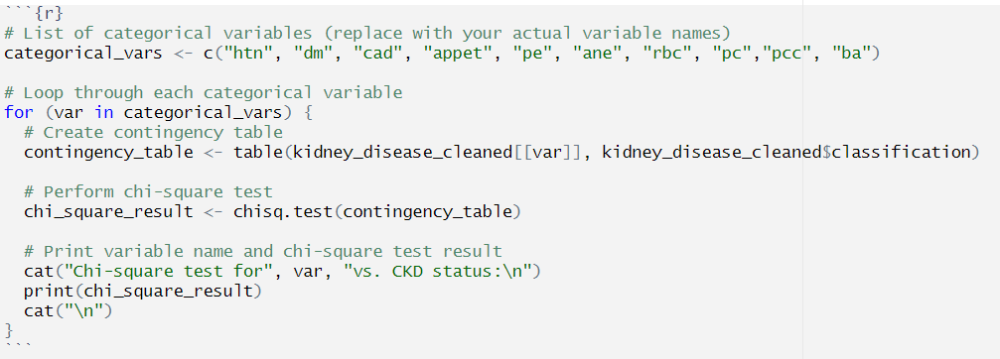 ```{r}
# List of categorical variables (replace with your actual variable names)
categorical_vars <- c("htn", "dm", "cad", "appet", "pe", "ane", "rbc", "pc","pcc", "ba")

# Loop through each categorical variable
for (var in categorical_vars) {
  # Create contingency table
  contingency_table <- table(kidney_disease_cleaned[[var]], kidney_disease_cleaned$classification)

  # Perform chi-square test
  chi_square_result <- chisq.test(contingency_table)

  # Print variable name and chi-square test result
  cat("Chi-square test for", var, "vs. CKD status:\n")
  print(chi_square_result)
  cat("\n")
}
```